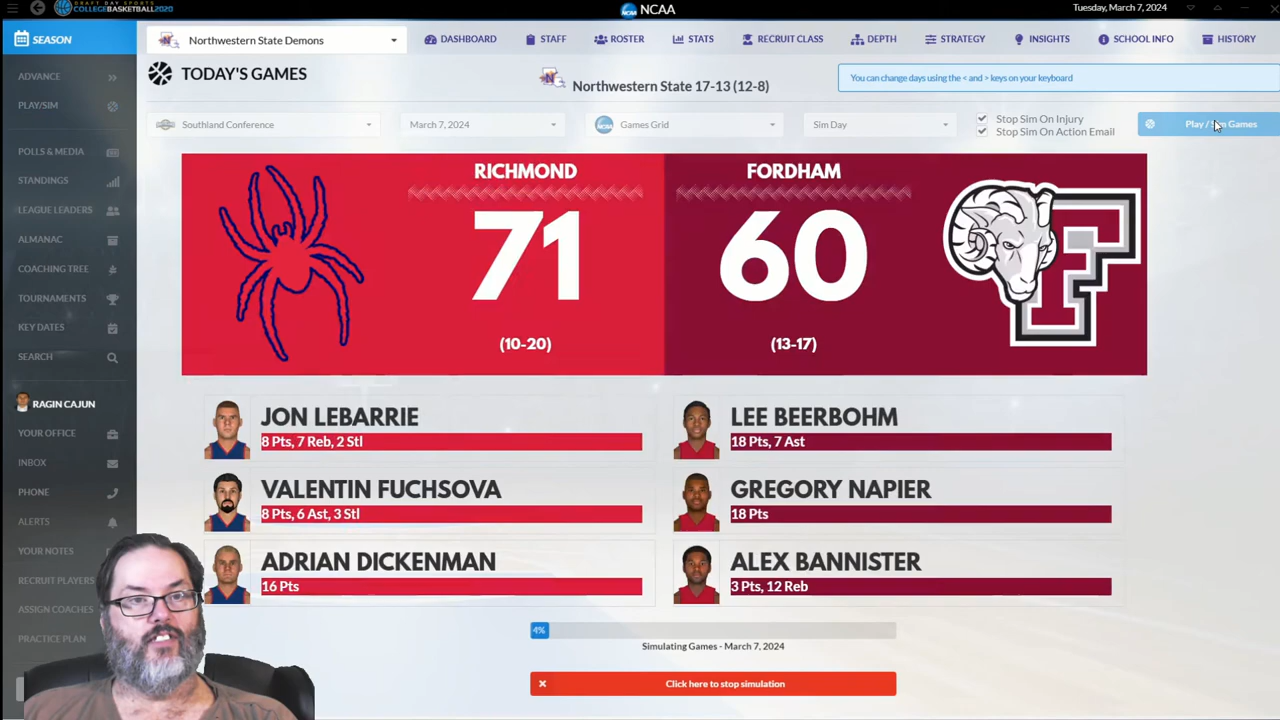 DRAFT DAY SPORTS
COLLEGEBASKETBALL2020
NCAA
Tuesday, March 7, 2024
SEASON
Northwestern State Demons
DASHBOARD
STAFF
ROSTER
STATS
RECRUIT CLASS
DEPTH
STRATEGY
INSIGHTS
SCHOOL INFO
HISTORY
ADVANCE
TODAY'S GAMES
Northwestern State 17-13 (12-8)
You can change days using the < and > keys on your keyboard
PLAY/SIM
Southland Conference
March 7, 2024
Games Grid
Sim Day
Stop Sim On Injury
Stop Sim On Action Email
Play / Sim Games
POLLS & MEDIA
STANDINGS
LEAGUE LEADERS
ALMANAC
COACHING TREE
TOURNAMENTS
KEY DATES
SEARCH
RICHMOND
71
(10-20)
FORDHAM
60
(13-17)
F
RAGIN CAJUN
YOUR OFFICE
INBOX
PHONE
ALERTS
YOUR NOTES
RECRUIT PLAYERS
ASSIGN COACHES
PRACTICE PLAN
JON LEBARRIE
8 Pts, 7 Reb, 2 Stl
LEE BEERBOHM
18 Pts, 7 Ast
VALENTIN FUCHSOVA
8 Pts, 6 Ast, 3 Stl
GREGORY NAPIER
18 Pts
ADRIAN DICKENMAN
16 Pts
ALEX BANNISTER
3 Pts, 12 Reb
4%
Simulating Games - March 7, 2024
Click here to stop simulation